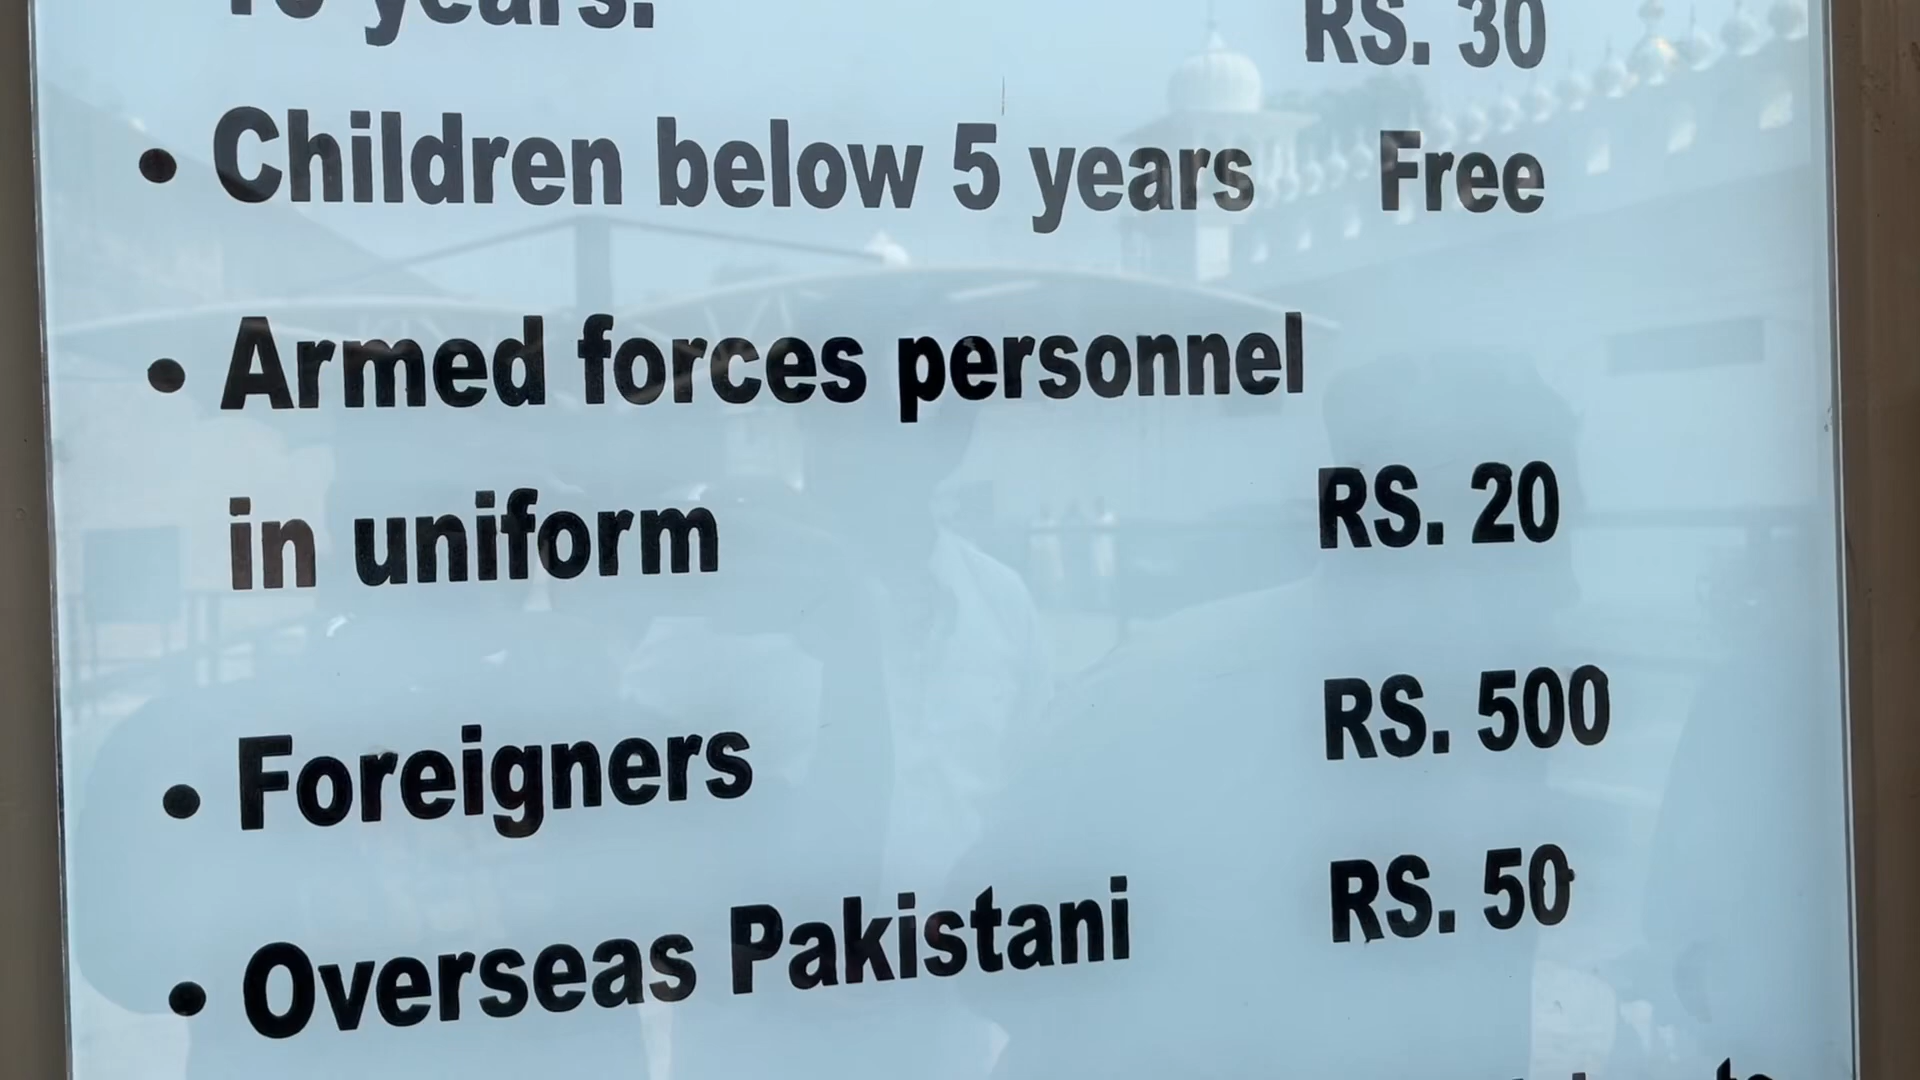 years. RS. 30
• Children below 5 years Free
• Armed forces personnel
in uniform RS. 20
• Foreigners RS. 500
• Overseas Pakistani RS. 50